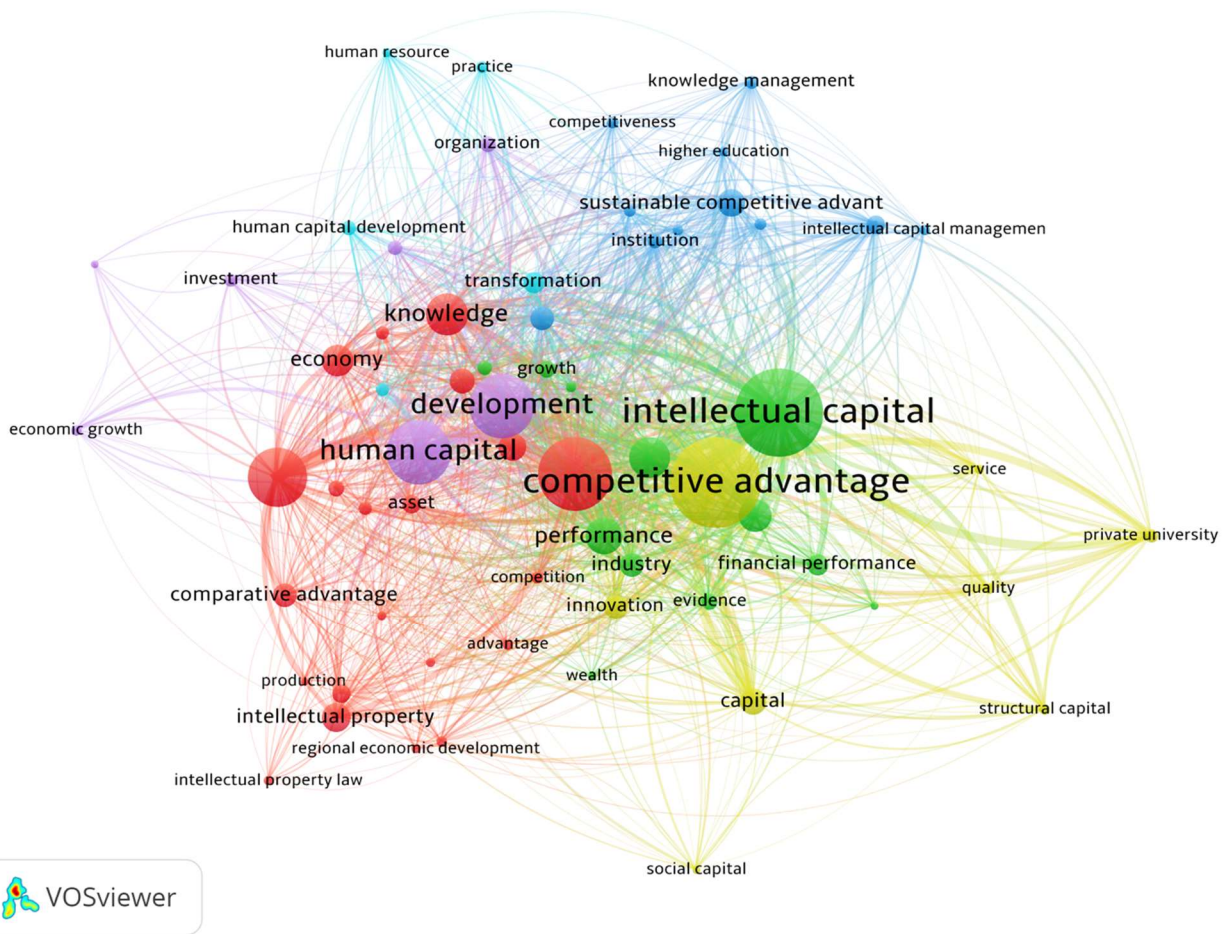 human resource
practice
knowledge management
competitiveness
organization
higher education
sustainable competitive advant
human capital development
intellectual capital managemen
institution
investment
transformation
knowledge
economy
growth
development
intellectual capital
economic growth
human capital
competitive advantage
service
asset
performance
private university
industry
financial performance
competition
quality
comparative advantage
innovation
evidence
advantage
wealth
production
capital
structural capital
intellectual property
regional economic development
intellectual property law
social capital
VOSviewer